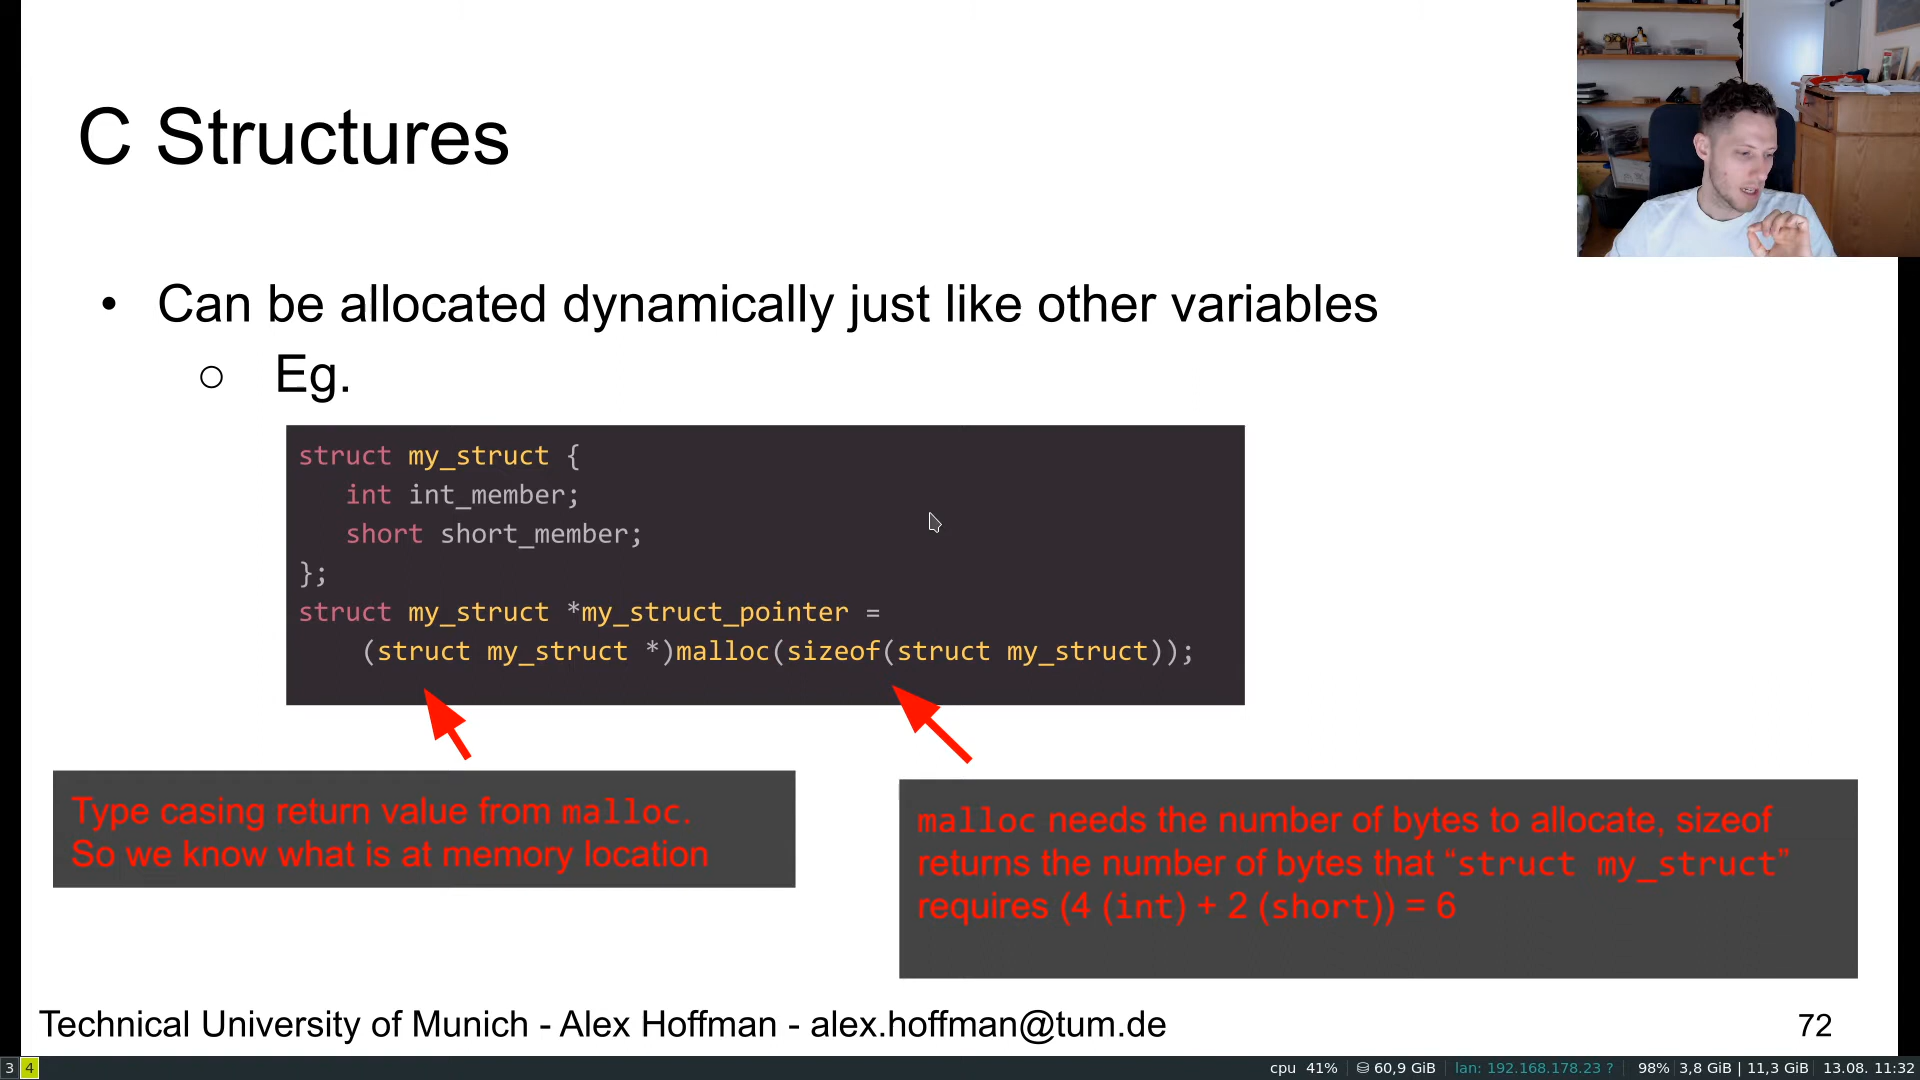 C Structures
• Can be allocated dynamically just like other variables
○ Eg.
struct my_struct {
int int_member;
short short_member;
};
struct my_struct *my_struct_pointer =
(struct my_struct *)malloc(sizeof(struct my_struct));
Type casing return value from malloc.
So we know what is at memory location
malloc needs the number of bytes to allocate, sizeof
returns the number of bytes that “struct my_struct”
requires (4 (int) + 2 (short)) = 6
Technical University of Munich - Alex Hoffman - alex.hoffman@tum.de
72
3 4 cpu 41% | 60,9 GiB | lan: 192.168.178.23 ? | 98% | 3,8 GiB | 11,3 GiB | 13.08. 11:32